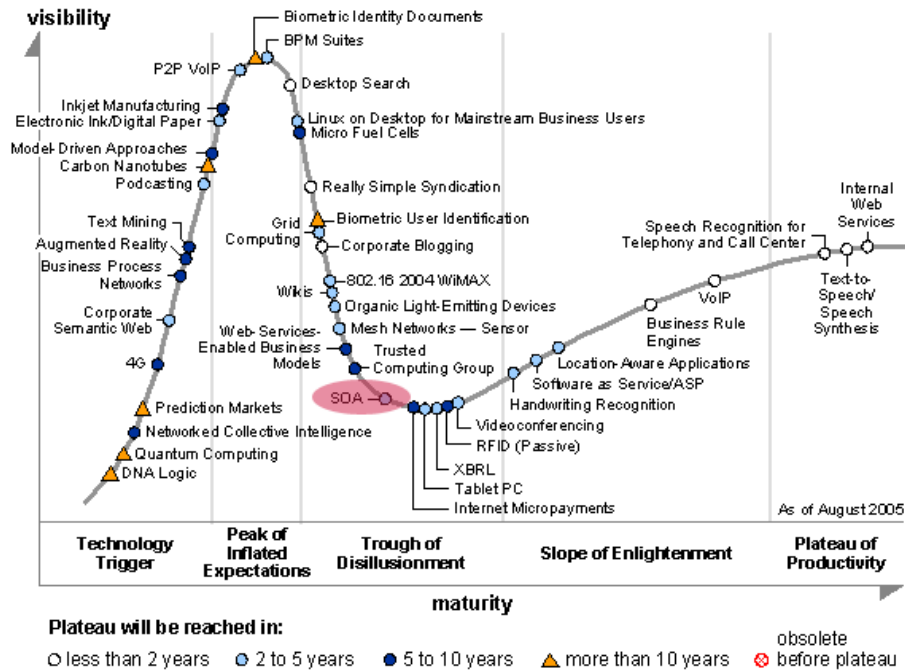 visibility
Biometric Identity Documents
BPM Suites
P2P VoIP
Desktop Search
Inkjet Manufacturing
Electronic Ink/Digital Paper
Linux on Desktop for Mainstream Business Users
Micro Fuel Cells
Model-Driven Approaches
Carbon Nanotubes
Podcasting
Really Simple Syndication
Text Mining
Augmented Reality
Business Process
Networks
Biometric User Identification
Grid
Computing
Corporate Blogging
802.16 2004 WiMAX
Wikis
Organic Light-Emitting Devices
Corporate
Semantic Web
Mesh Networks — Sensor
Web-Services-
Enabled Business
Models
Trusted
Computing Group
4G
SOA
Prediction Markets
Networked Collective Intelligence
Quantum Computing
DNA Logic
Internal
Web
Services
Speech Recognition for
Telephony and Call Center
Text-to-
Speech/
Speech
Synthesis
VoIP
Business Rule
Engines
Location-Aware Applications
Software as Service/ASP
Handwriting Recognition
Videoconferencing
RFID (Passive)
XBRL
Tablet PC
Internet Micropayments
As of August 2005
Technology
Trigger
Peak of
Inflated
Expectations
Trough of
Disillusionment
Slope of Enlightenment
Plateau of
Productivity
maturity
Plateau will be reached in:
less than 2 years
2 to 5 years
5 to 10 years
more than 10 years
obsolete
before plateau